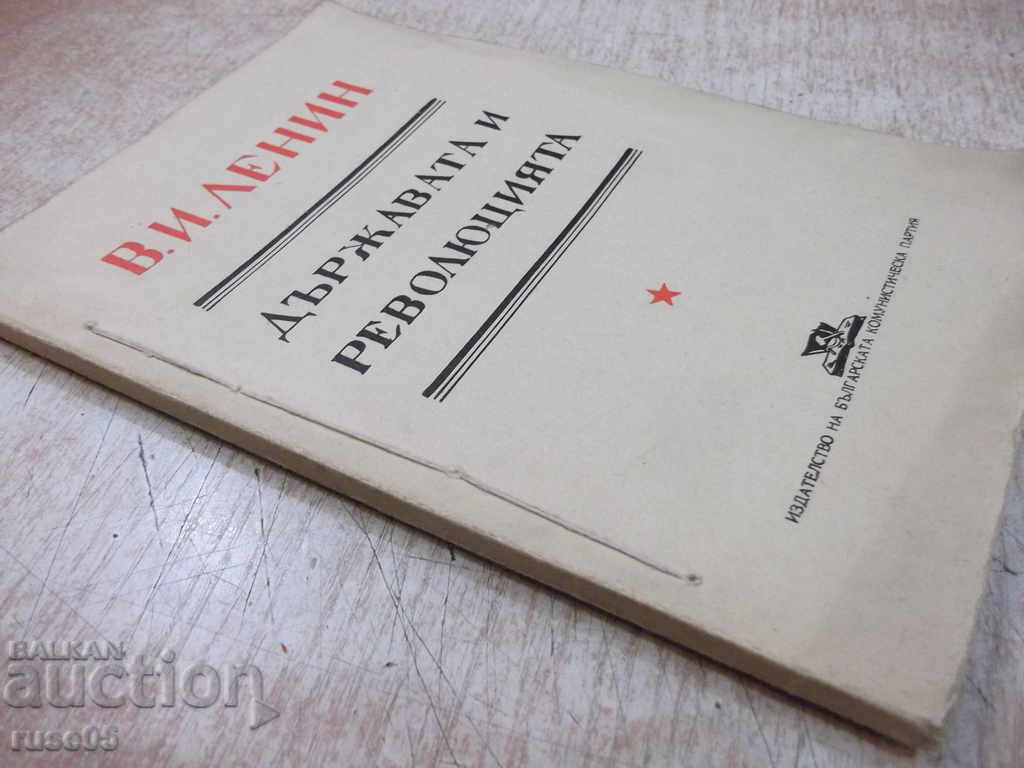 В. И. ЛЕНИН
ДЪРЖАВАТА И
РЕВОЛЮЦИЯТА
ИЗДАТЕЛСТВО НА БЪЛГАРСКАТА КОМУНИСТИЧЕСКА ПАРТИЯ
BALKAN
auction
ruse05